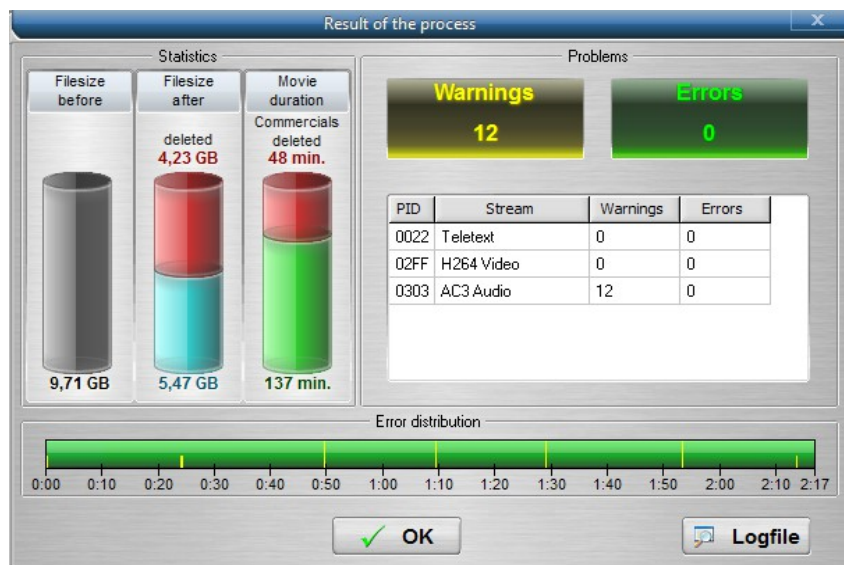 Result of the process
X
Statistics
Filesize before
Filesize after
Movie duration
deleted
4,23 GB
Commercials deleted
48 min.
9,71 GB
5,47 GB
137 min.
Problems
Warnings
12
Errors
0
PID Stream Warnings Errors
0022 Teletext 0 0
02FF H264 Video 0 0
0303 AC3 Audio 12 0
Error distribution
0:00 0:10 0:20 0:30 0:40 0:50 1:00 1:10 1:20 1:30 1:40 1:50 2:00 2:10 2:17
OK
Logfile